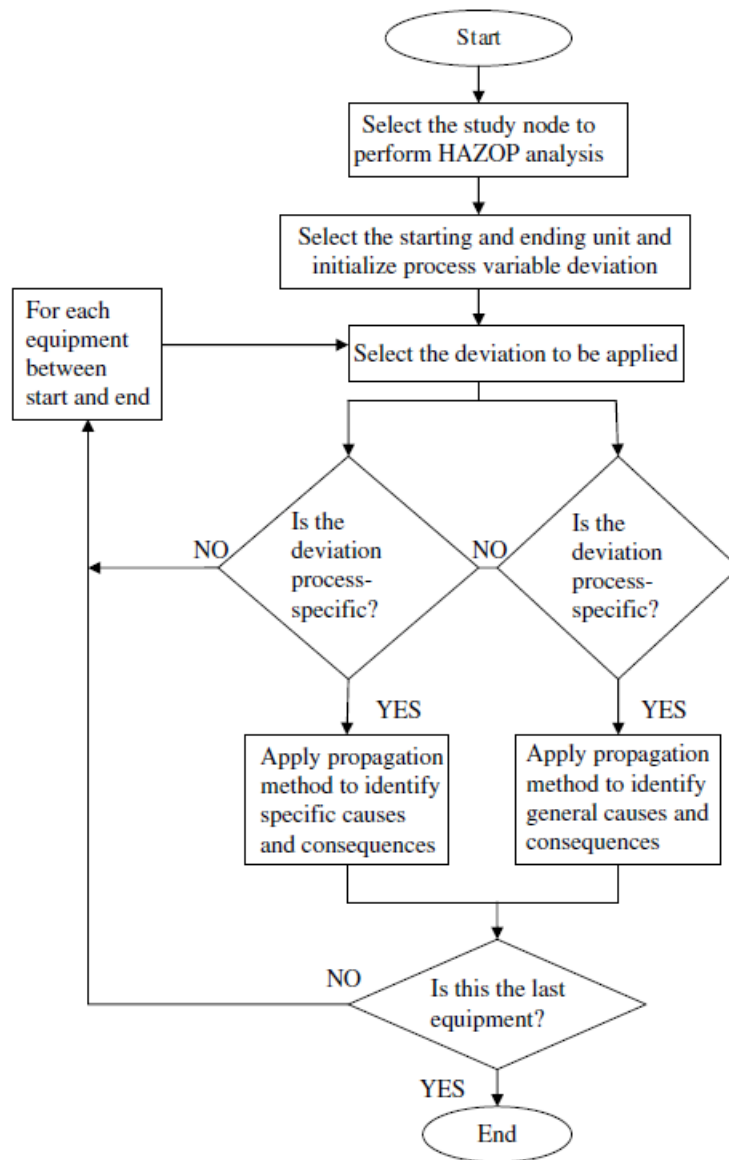 Start
Select the study node to
perform HAZOP analysis
Select the starting and ending unit and
initialize process variable deviation
For each
equipment
between
start and end
Select the deviation to be applied
Is the
deviation
process-
specific?
NO
NO
Is the
deviation
process-
specific?
YES
YES
Apply propagation
method to identify
specific causes
and consequences
Apply propagation
method to identify
general causes and
consequences
Is this the last
equipment?
NO
YES
End